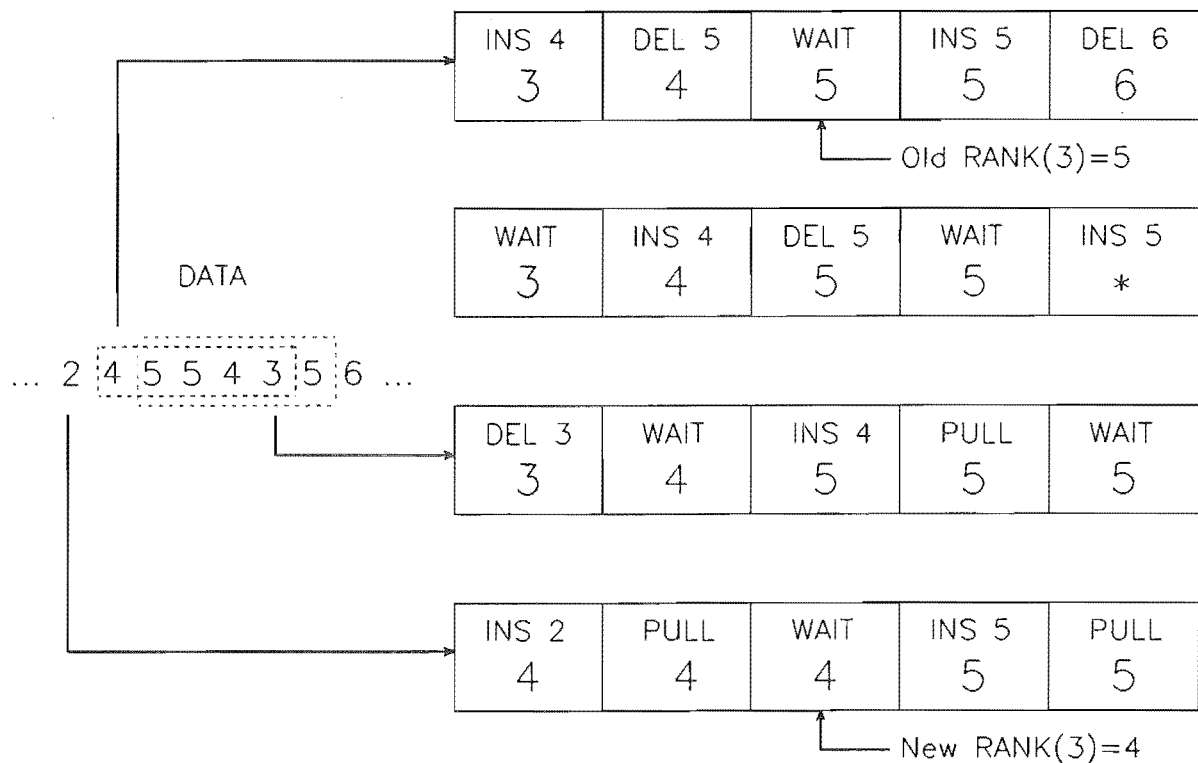 INS 4 DEL 5 WAIT INS 5 DEL 6
3 4 5 5 6
Old RANK(3)=5
WAIT INS 4 DEL 5 WAIT INS 5
3 4 5 5 *
DATA
... 2 4 5 5 4 3 5 6 ...
DEL 3 WAIT INS 4 PULL WAIT
3 4 5 5 5
INS 2 PULL WAIT INS 5 PULL
4 4 4 5 5
New RANK(3)=4